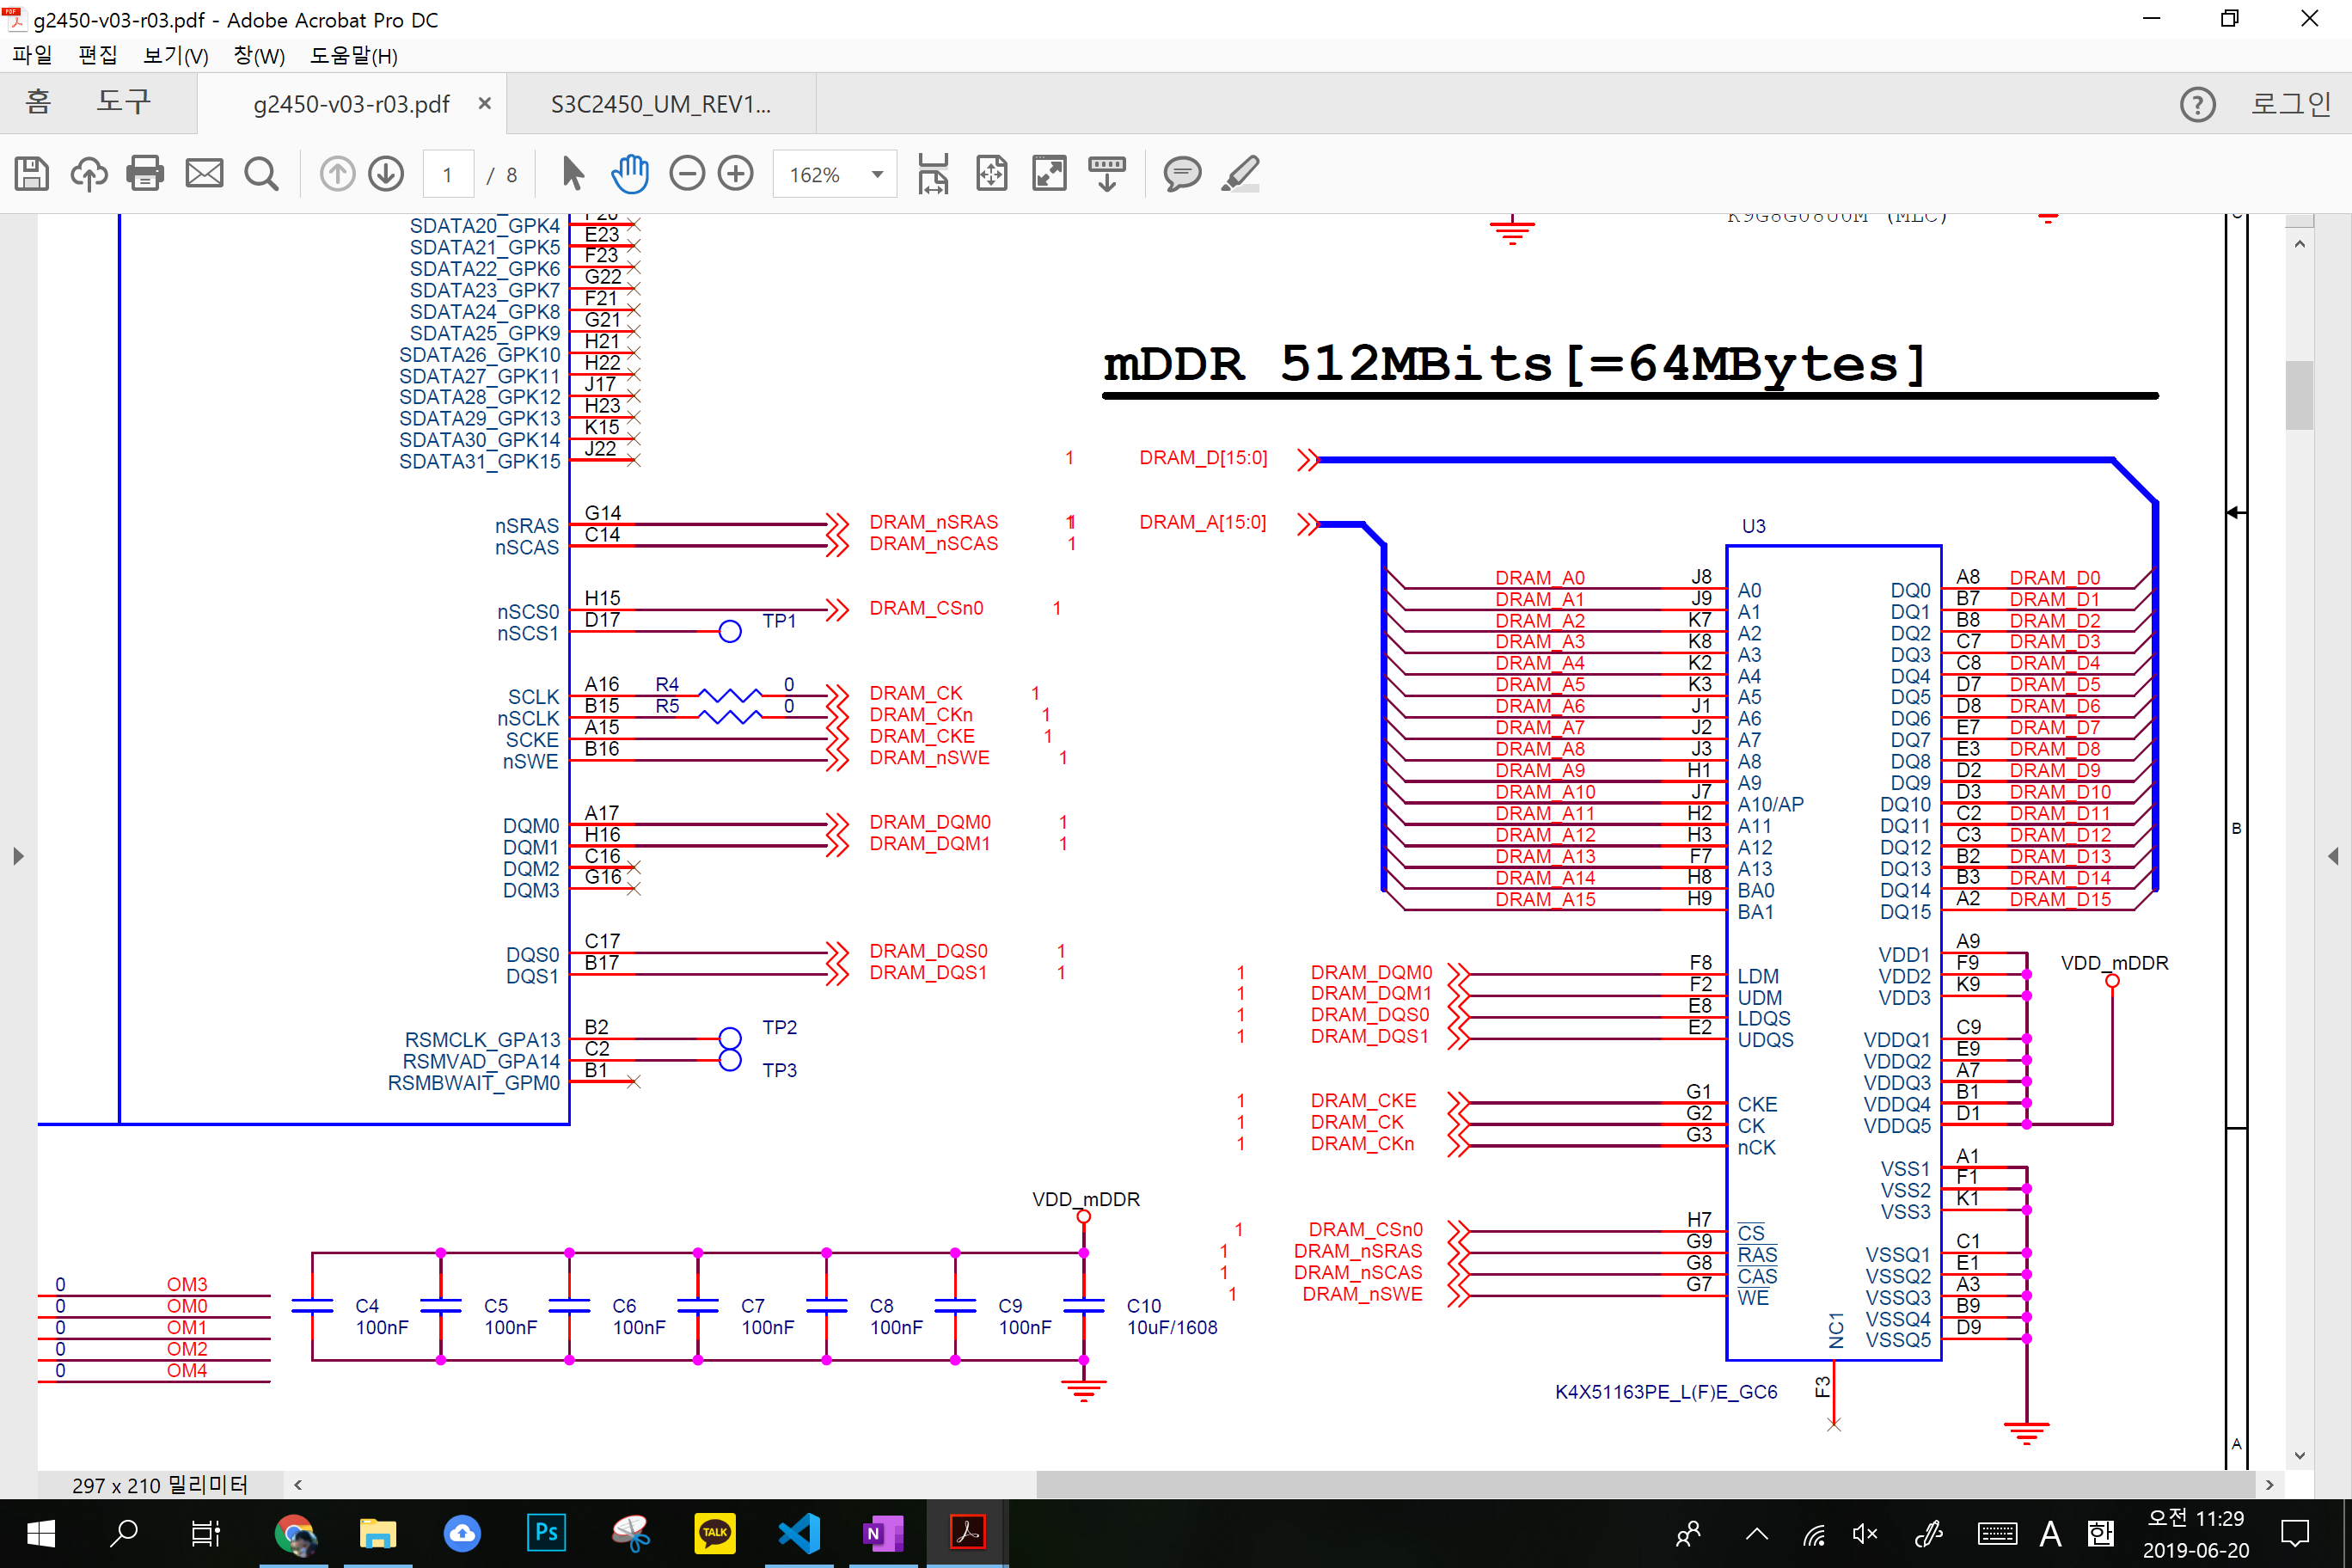 g2450-v03-r03.pdf - Adobe Acrobat Pro DC
파일 편집 보기(V) 창(W) 도움말(H)
홈 도구 g2450-v03-r03.pdf × S3C2450_UM_REV1... ? 로그인
1 / 8 162%
SDATA20_GPK4
E23
SDATA21_GPK5
F23
SDATA22_GPK6
G22
SDATA23_GPK7
F21
SDATA24_GPK8
G21
SDATA25_GPK9
H21
SDATA26_GPK10
H22
SDATA27_GPK11
J17
SDATA28_GPK12
H23
SDATA29_GPK13
K15
SDATA30_GPK14
J22
SDATA31_GPK15
nSRAS G14 DRAM_nSRAS 1
nSCAS C14 DRAM_nSCAS 1
nSCS0 H15 DRAM_CSn0 1
nSCS1 D17 TP1
SCLK A16 R4 0 DRAM_CK 1
nSCLK B15 R5 0 DRAM_CKn 1
SCKE A15 DRAM_CKE 1
nSWE B16 DRAM_nSWE 1
DQM0 A17 DRAM_DQM0 1
DQM1 H16 DRAM_DQM1 1
DQM2 C16
DQM3 G16
DQS0 C17 DRAM_DQS0 1
DQS1 B17 DRAM_DQS1 1
RSMCLK_GPA13 B2 TP2
RSMVAD_GPA14 C2 TP3
RSMBWAIT_GPM0 B1
VDD_mDDR
0 OM3
0 OM0
0 OM1
0 OM2
0 OM4
C4 C5 C6 C7 C8 C9 C10
100nF 100nF 100nF 100nF 100nF 100nF 10uF/1608
K9G8G08U0M (MLC)
mDDR 512MBits[=64MBytes]
1 DRAM_D[15:0]
1 DRAM_A[15:0]
U3
DRAM_A0 J8 A0 DQ0 A8 DRAM_D0
DRAM_A1 J9 A1 DQ1 B7 DRAM_D1
DRAM_A2 K7 A2 DQ2 B8 DRAM_D2
DRAM_A3 K8 A3 DQ3 C7 DRAM_D3
DRAM_A4 K2 A4 DQ4 C8 DRAM_D4
DRAM_A5 K3 A5 DQ5 D7 DRAM_D5
DRAM_A6 J1 A6 DQ6 D8 DRAM_D6
DRAM_A7 J2 A7 DQ7 E7 DRAM_D7
DRAM_A8 J3 A8 DQ8 E3 DRAM_D8
DRAM_A9 H1 A9 DQ9 D2 DRAM_D9
DRAM_A10 J7 A10/AP DQ10 D3 DRAM_D10
DRAM_A11 H2 A11 DQ11 C2 DRAM_D11
DRAM_A12 H3 A12 DQ12 C3 DRAM_D12
DRAM_A13 F7 A13 DQ13 B2 DRAM_D13
DRAM_A14 H8 BA0 DQ14 B3 DRAM_D14
DRAM_A15 H9 BA1 DQ15 A2 DRAM_D15
1 DRAM_DQM0 F8 LDM
1 DRAM_DQM1 F2 UDM
1 DRAM_DQS0 E8 LDQS
1 DRAM_DQS1 E2 UDQS
1 DRAM_CKE G1 CKE
1 DRAM_CK G2 CK
1 DRAM_CKn G3 nCK
1 DRAM_CSn0 H7 CS
1 DRAM_nSRAS G9 RAS
1 DRAM_nSCAS G8 CAS
1 DRAM_nSWE G7 WE
VDD1 A9
VDD2 F9
VDD3 K9
VDD_mDDR
VDDQ1 C9
VDDQ2 E9
VDDQ3 A7
VDDQ4 B1
VDDQ5 D1
VSS1 A1
VSS2 F1
VSS3 K1
VSSQ1 C1
VSSQ2 E1
VSSQ3 A3
VSSQ4 B9
VSSQ5 D9
NC1
F3
K4X51163PE_L(F)E_GC6
B
A
297 x 210 밀리미터
Ps TALK N A 한 오전 11:29
2019-06-20